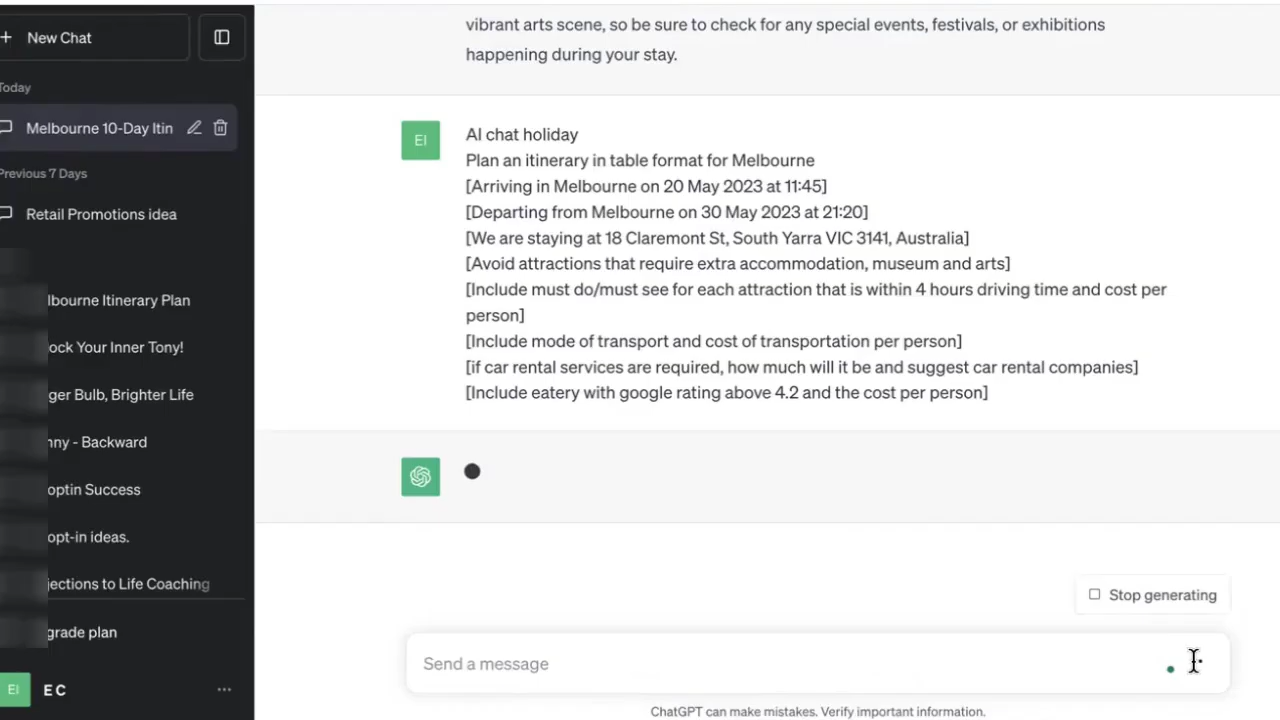 New Chat
Today
Melbourne 10-Day Itin
Previous 7 Days
Retail Promotions idea
lbourne Itinerary Plan
ock Your Inner Tony!
ger Bulb, Brighter Life
nny - Backward
optin Success
opt-in ideas.
jections to Life Coaching
grade plan
EI
E C
vibrant arts scene, so be sure to check for any special events, festivals, or exhibitions
happening during your stay.
EI
AI chat holiday
Plan an itinerary in table format for Melbourne
[Arriving in Melbourne on 20 May 2023 at 11:45]
[Departing from Melbourne on 30 May 2023 at 21:20]
[We are staying at 18 Claremont St, South Yarra VIC 3141, Australia]
[Avoid attractions that require extra accommodation, museum and arts]
[Include must do/must see for each attraction that is within 4 hours driving time and cost per
person]
[Include mode of transport and cost of transportation per person]
[if car rental services are required, how much will it be and suggest car rental companies]
[Include eatery with google rating above 4.2 and the cost per person]
Stop generating
Send a message
ChatGPT can make mistakes. Verify important information.